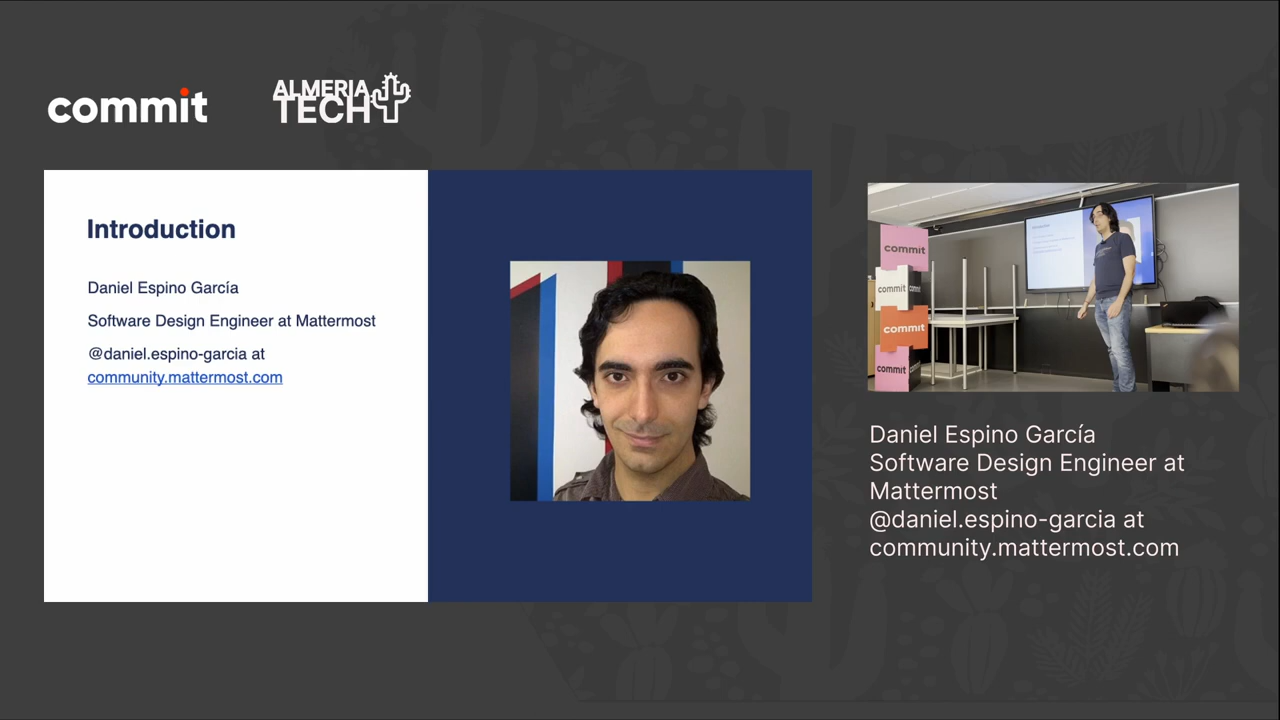 commit
ALMERIA
TECH
Introduction
Daniel Espino García
Software Design Engineer at Mattermost
@daniel.espino-garcia at
community.mattermost.com
commit
commit
commit
commit
Introduction
Daniel Espino García
Software Design Engineer at
Mattermost
@daniel.espino-garcia at
community.mattermost.com